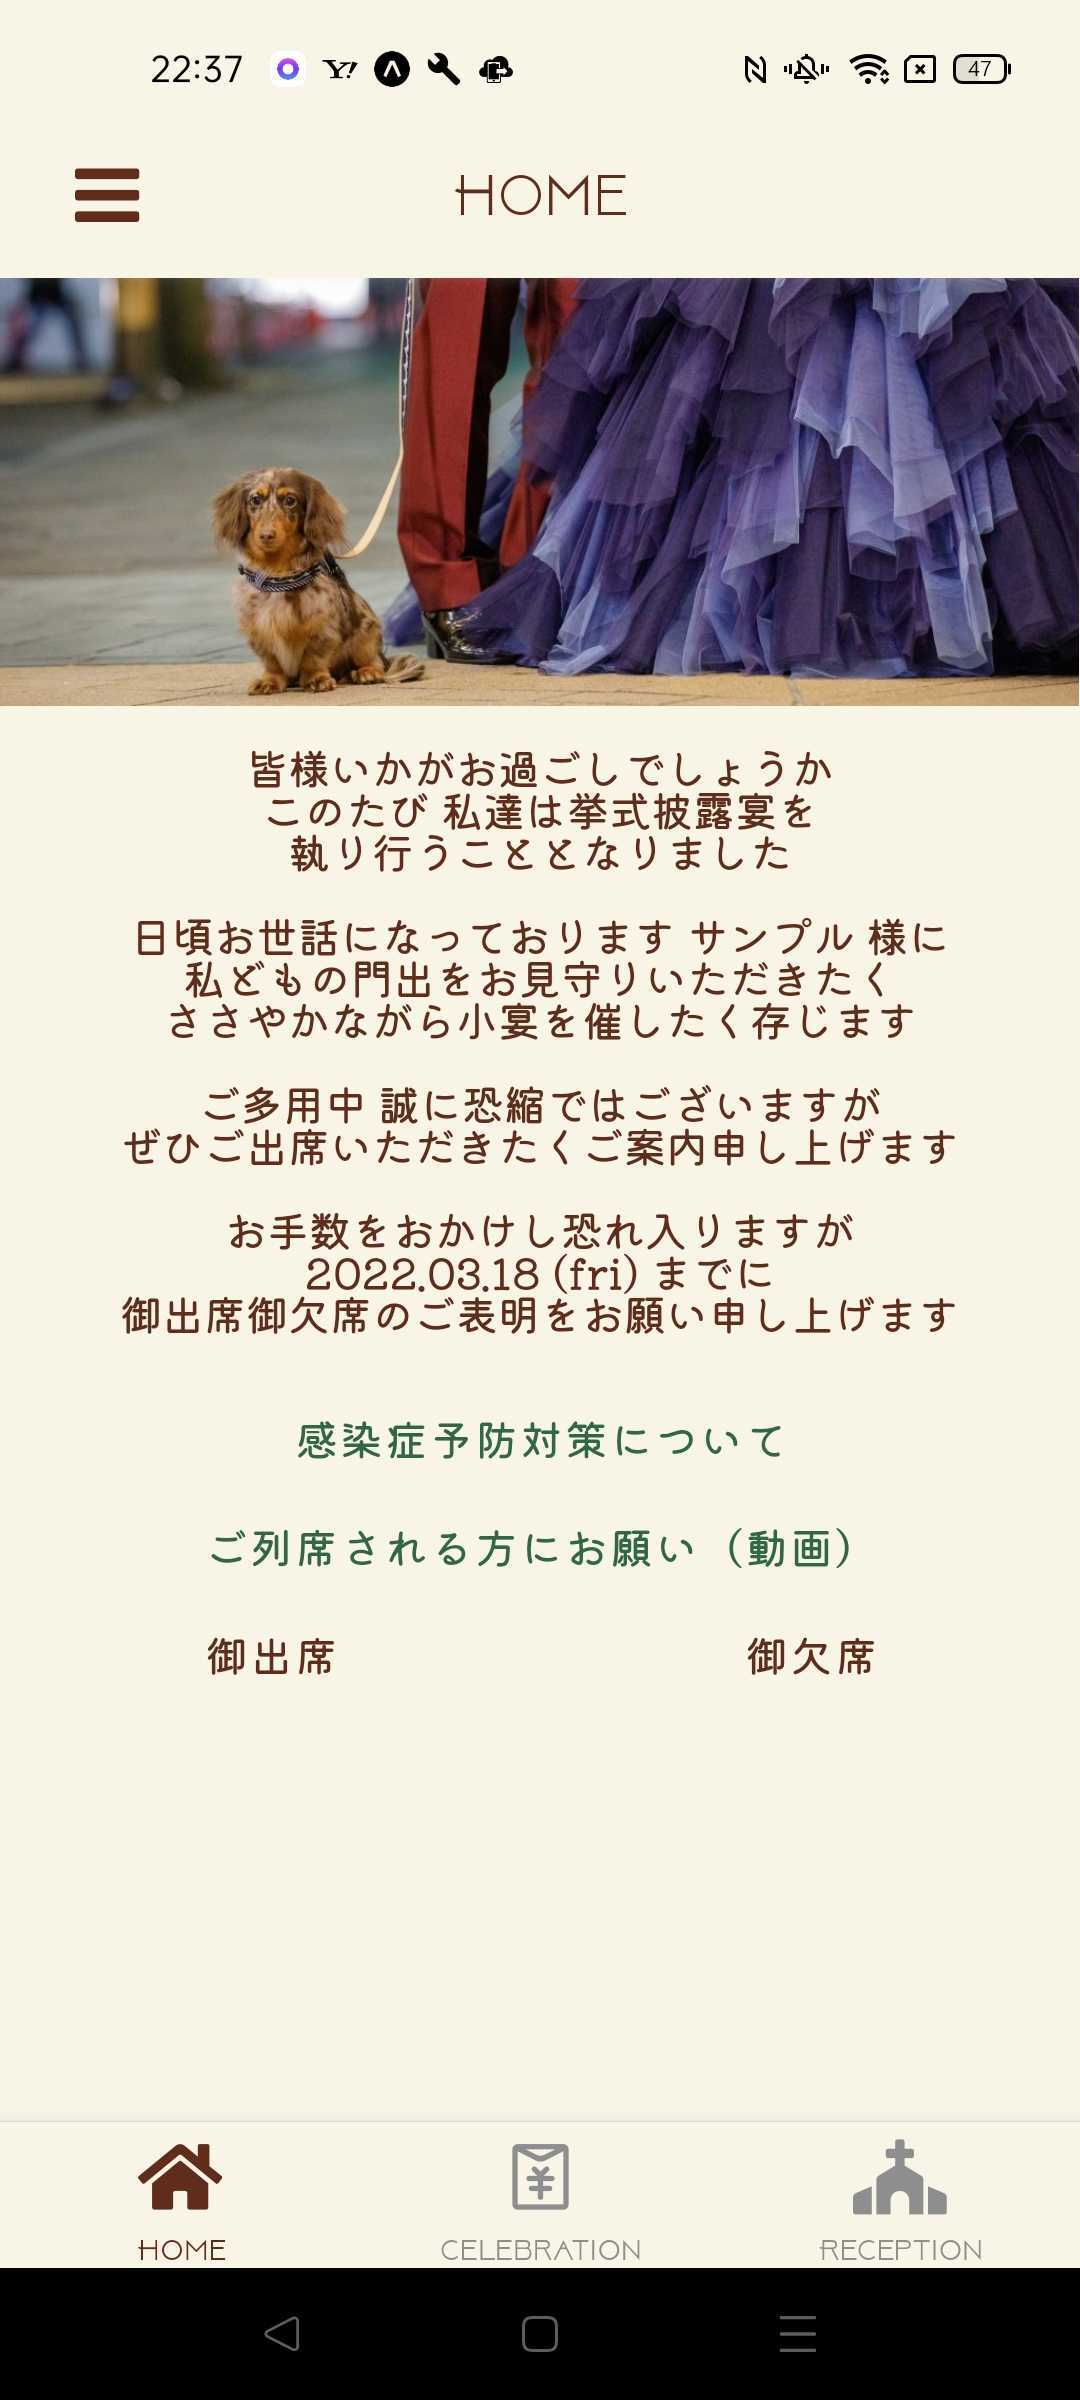 22:37
Y!
47
HOME
皆様いかがお過ごしでしょうか
このたび 私達は挙式披露宴を
執り行うこととなりました
日頃お世話になっております サンプル 様に
私どもの門出をお見守りいただきたく
ささやかながら小宴を催したく存じます
ご多用中 誠に恐縮ではございますが
ぜひご出席いただきたくご案内申し上げます
お手数をおかけし恐れ入りますが
2022.03.18 (fri) までに
御出席御欠席のご表明をお願い申し上げます
感染症予防対策について
ご列席される方にお願い（動画）
御出席 御欠席
¥
HOME CELEBRATION RECEPTION